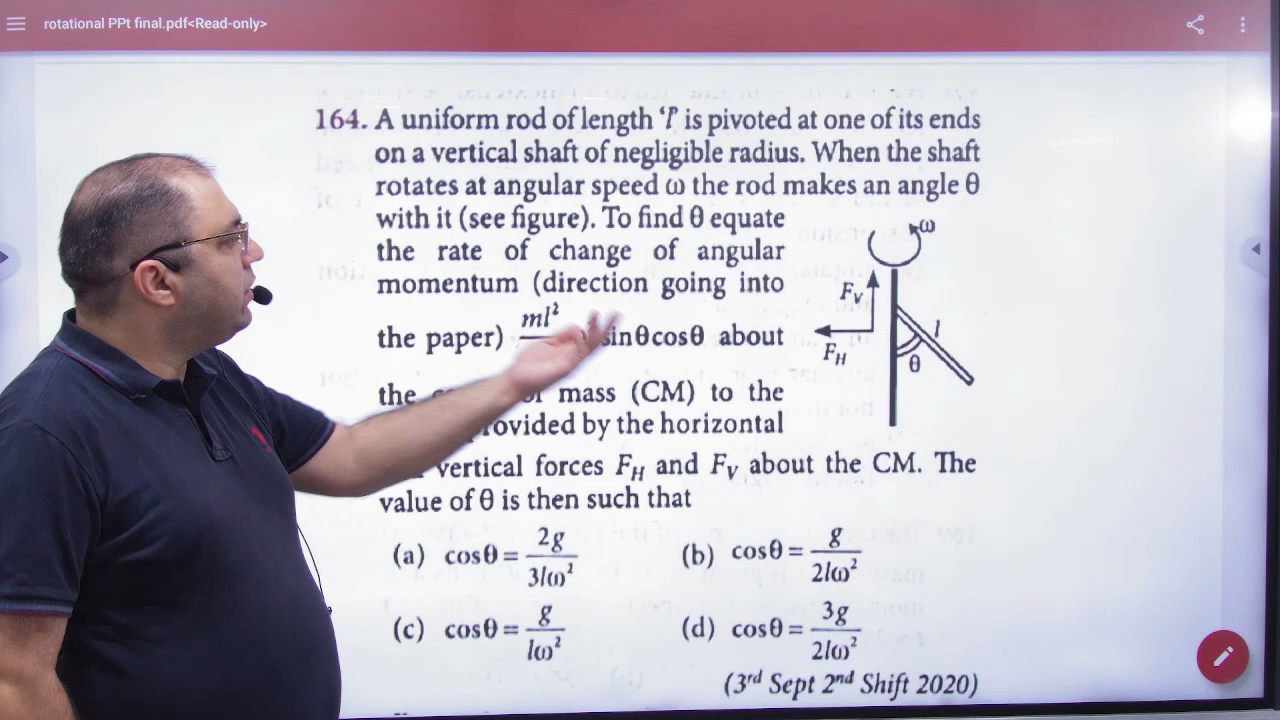 rotational PPt final.pdf<Read-only>
164. A uniform rod of length 'l' is pivoted at one of its ends
on a vertical shaft of negligible radius. When the shaft
rotates at angular speed ω the rod makes an angle θ
with it (see figure). To find θ equate
the rate of change of angular
momentum (direction going into
the paper) ml² sinθcosθ about
the mass (CM) to the
provided by the horizontal
vertical forces F_H and F_V about the CM. The
value of θ is then such that
(a) cosθ = 2g/3lω² (b) cosθ = g/2lω²
(c) cosθ = g/lω² (d) cosθ = 3g/2lω²
(3rd Sept 2nd Shift 2020)
ω
F_V
F_H
l
θ